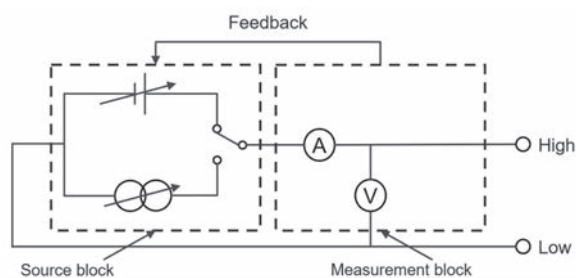 Feedback
A
High
V
Low
Source block
Measurement block